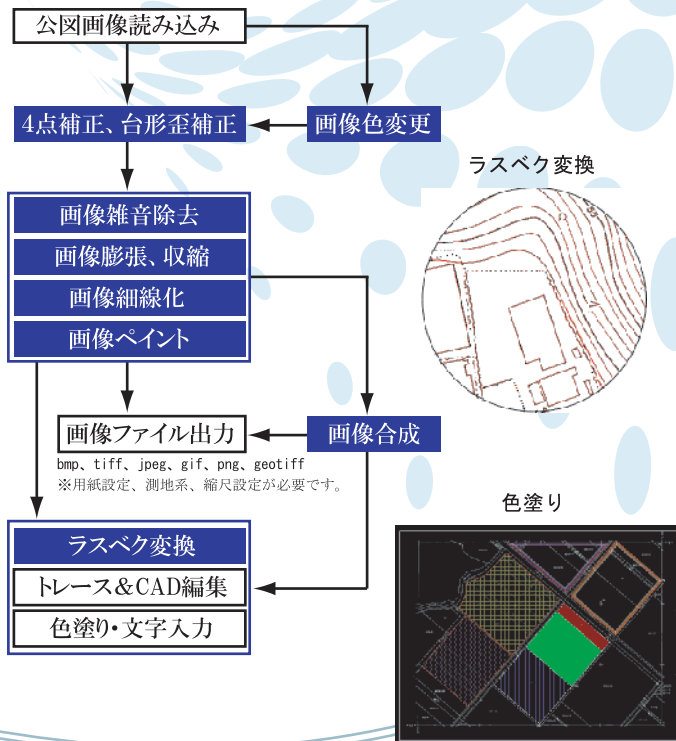 公図画像読み込み
4点補正、台形歪補正
画像色変更
ラスベク変換
画像雑音除去
画像膨張、収縮
画像細線化
画像ペイント
画像ファイル出力
画像合成
bmp、tiff、jpeg、gif、png、geotiff
※用紙設定、測地系、縮尺設定が必要です。
色塗り
ラスベク変換
トレース&CAD編集
色塗り・文字入力